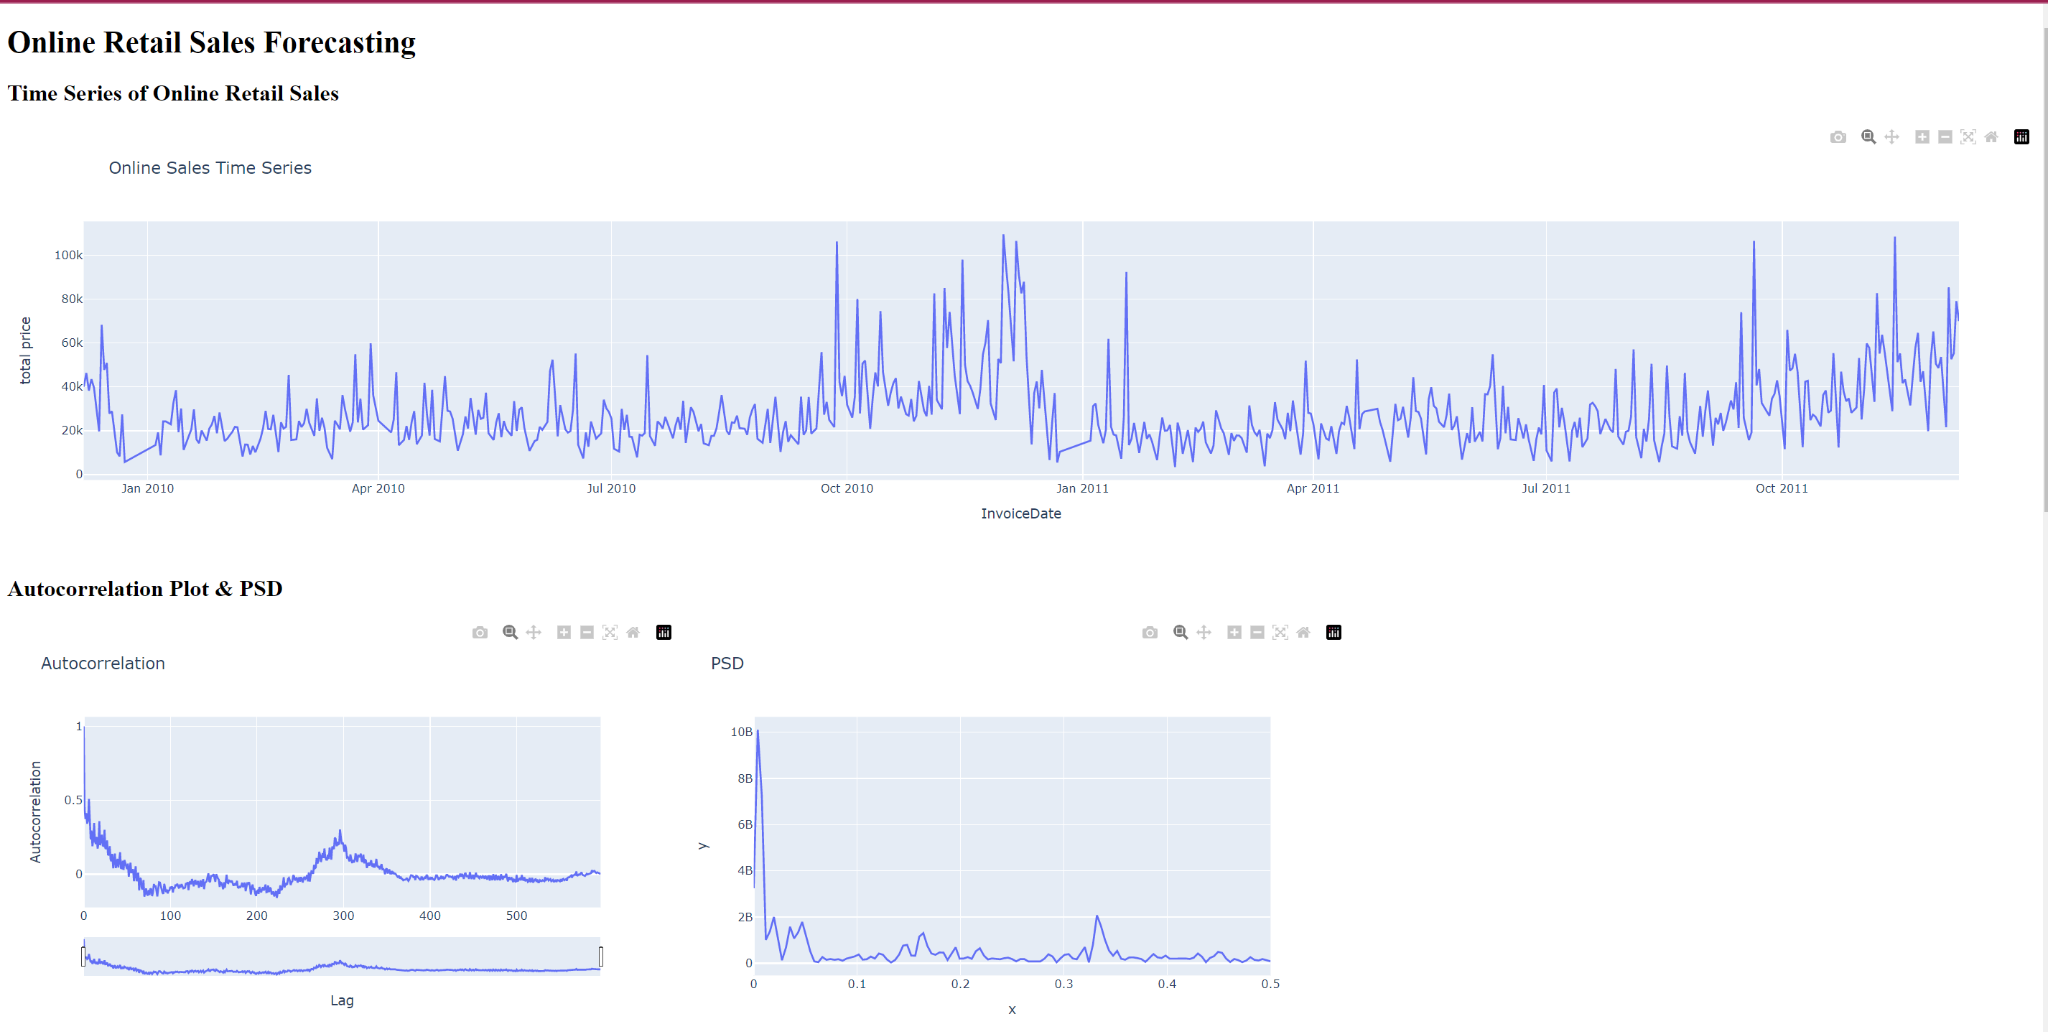 Online Retail Sales Forecasting
Time Series of Online Retail Sales
Online Sales Time Series
total price
100k
80k
60k
40k
20k
0
Jan 2010
Apr 2010
Jul 2010
Oct 2010
Jan 2011
Apr 2011
Jul 2011
Oct 2011
InvoiceDate
Autocorrelation Plot & PSD
Autocorrelation
Autocorrelation
1
0.5
0
0
100
200
300
400
500
Lag
PSD
y
10B
8B
6B
4B
2B
0
0
0.1
0.2
0.3
0.4
0.5
x